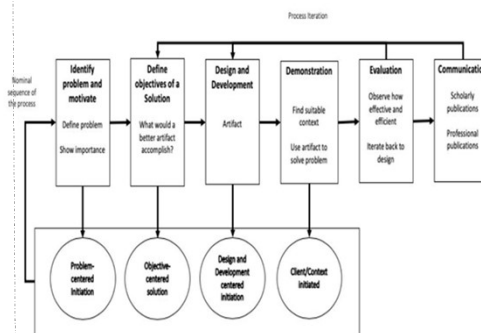 Process Iteration
Nominal
sequence of
the process
Identify
problem and
motivate
Define problem
Show importance
Define
objectives of a
Solution
What would a
better artifact
accomplish?
Design and
Development
Artifact
Demonstration
Find suitable
context
Use artifact to
solve problem
Evaluation
Observe how
effective and
efficient
Iterate back to
design
Communication
Scholarly
publications
Professional
publications
Problem-
centered
initiation
Objective-
centered
solution
Design and
Development
centered
initiation
Client/Context
initiated